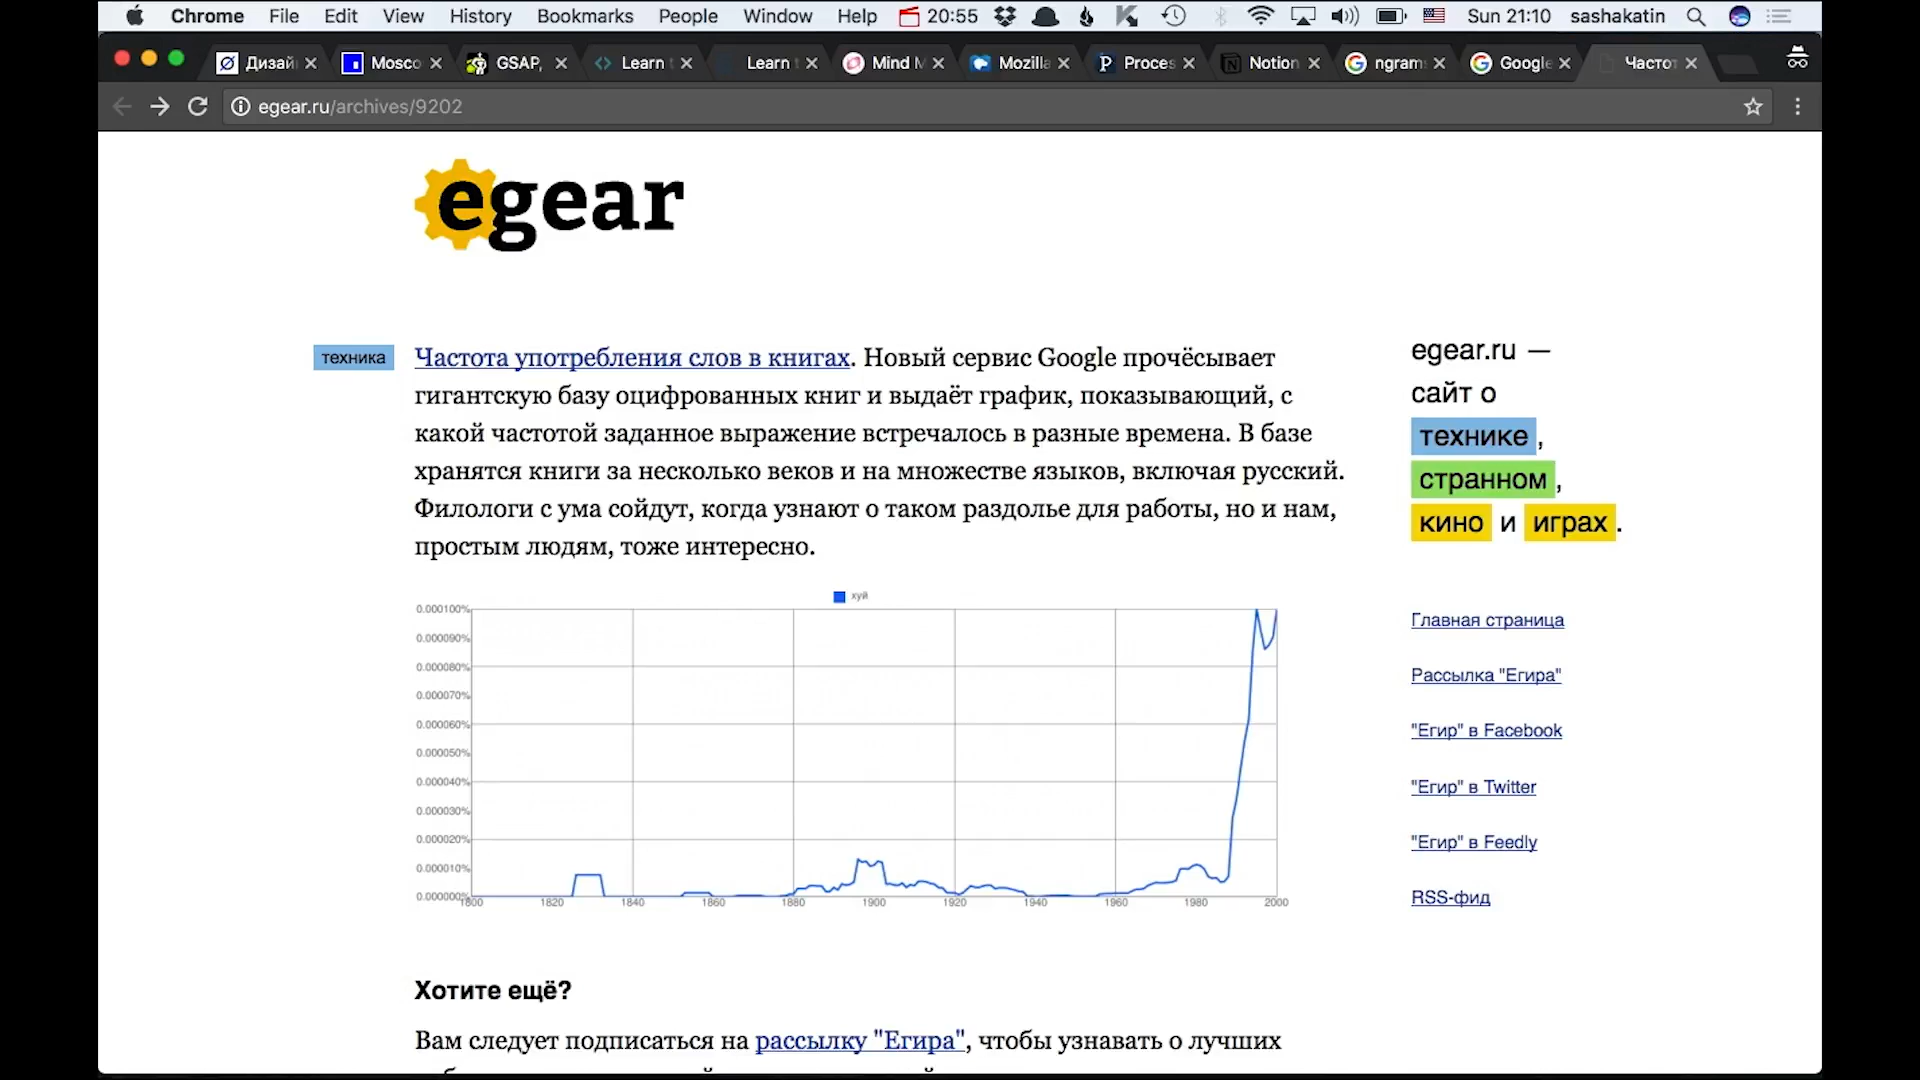 Chrome File Edit View History Bookmarks People Window Help 20:55 Sun 21:10 sashakatin
Дизай Mosco GSAP, Learn Learn Mind M Mozilla Proces Notion ngram Google Часто
egear.ru/archives/9202
egear
техника
Частота употребления слов в книгах. Новый сервис Google прочёсывает
гигантскую базу оцифрованных книг и выдаёт график, показывающий, с
какой частотой заданное выражение встречалось в разные времена. В базе
хранятся книги за несколько веков и на множестве языков, включая русский.
Филологи с ума сойдут, когда узнают о таком раздолье для работы, но и нам,
простым людям, тоже интересно.
хуй
0.000100%
0.000090%
0.000080%
0.000070%
0.000060%
0.000050%
0.000040%
0.000030%
0.000020%
0.000010%
0.000000%
1800 1820 1840 1860 1880 1900 1920 1940 1960 1980 2000
Хотите ещё?
Вам следует подписаться на рассылку "Егира", чтобы узнавать о лучших
egear.ru —
сайт о
технике,
странном,
кино и играх.
Главная страница
Рассылка "Егира"
"Егир" в Facebook
"Егир" в Twitter
"Егир" в Feedly
RSS-фид